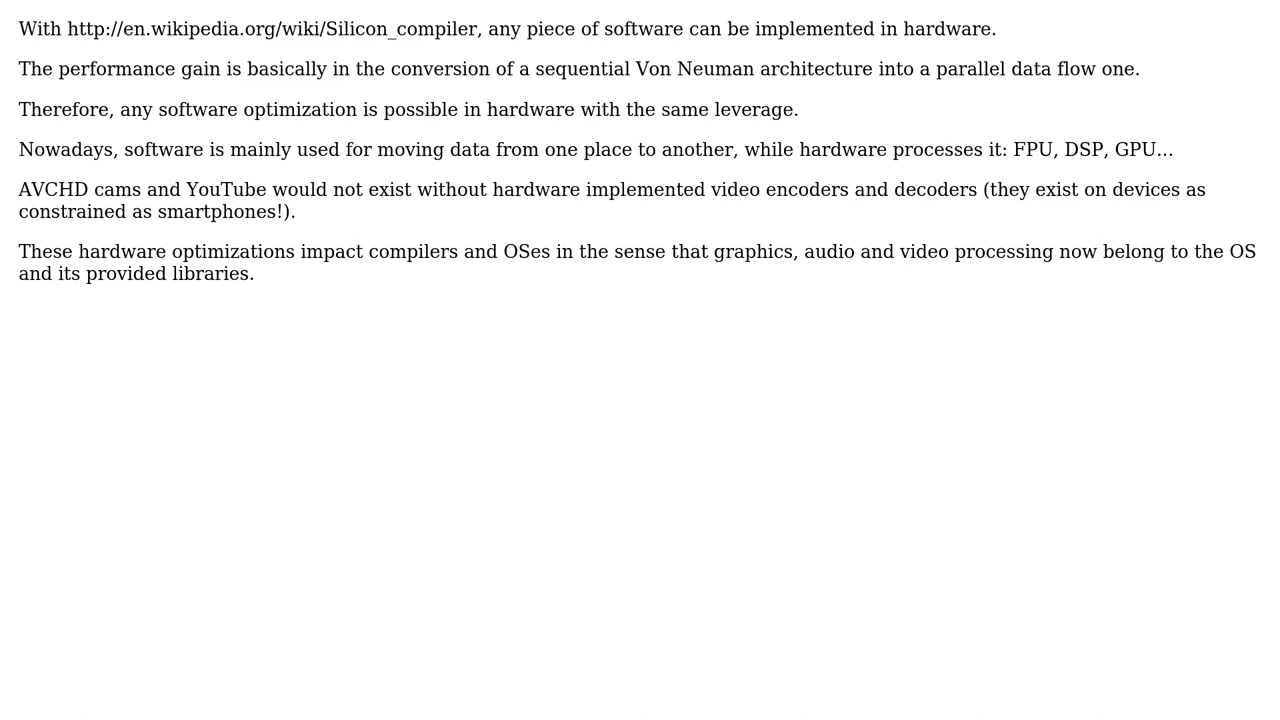 With http://en.wikipedia.org/wiki/Silicon_compiler, any piece of software can be implemented in hardware.
The performance gain is basically in the conversion of a sequential Von Neuman architecture into a parallel data flow one.
Therefore, any software optimization is possible in hardware with the same leverage.
Nowadays, software is mainly used for moving data from one place to another, while hardware processes it: FPU, DSP, GPU...
AVCHD cams and YouTube would not exist without hardware implemented video encoders and decoders (they exist on devices as
constrained as smartphones!).
These hardware optimizations impact compilers and OSes in the sense that graphics, audio and video processing now belong to the OS
and its provided libraries.